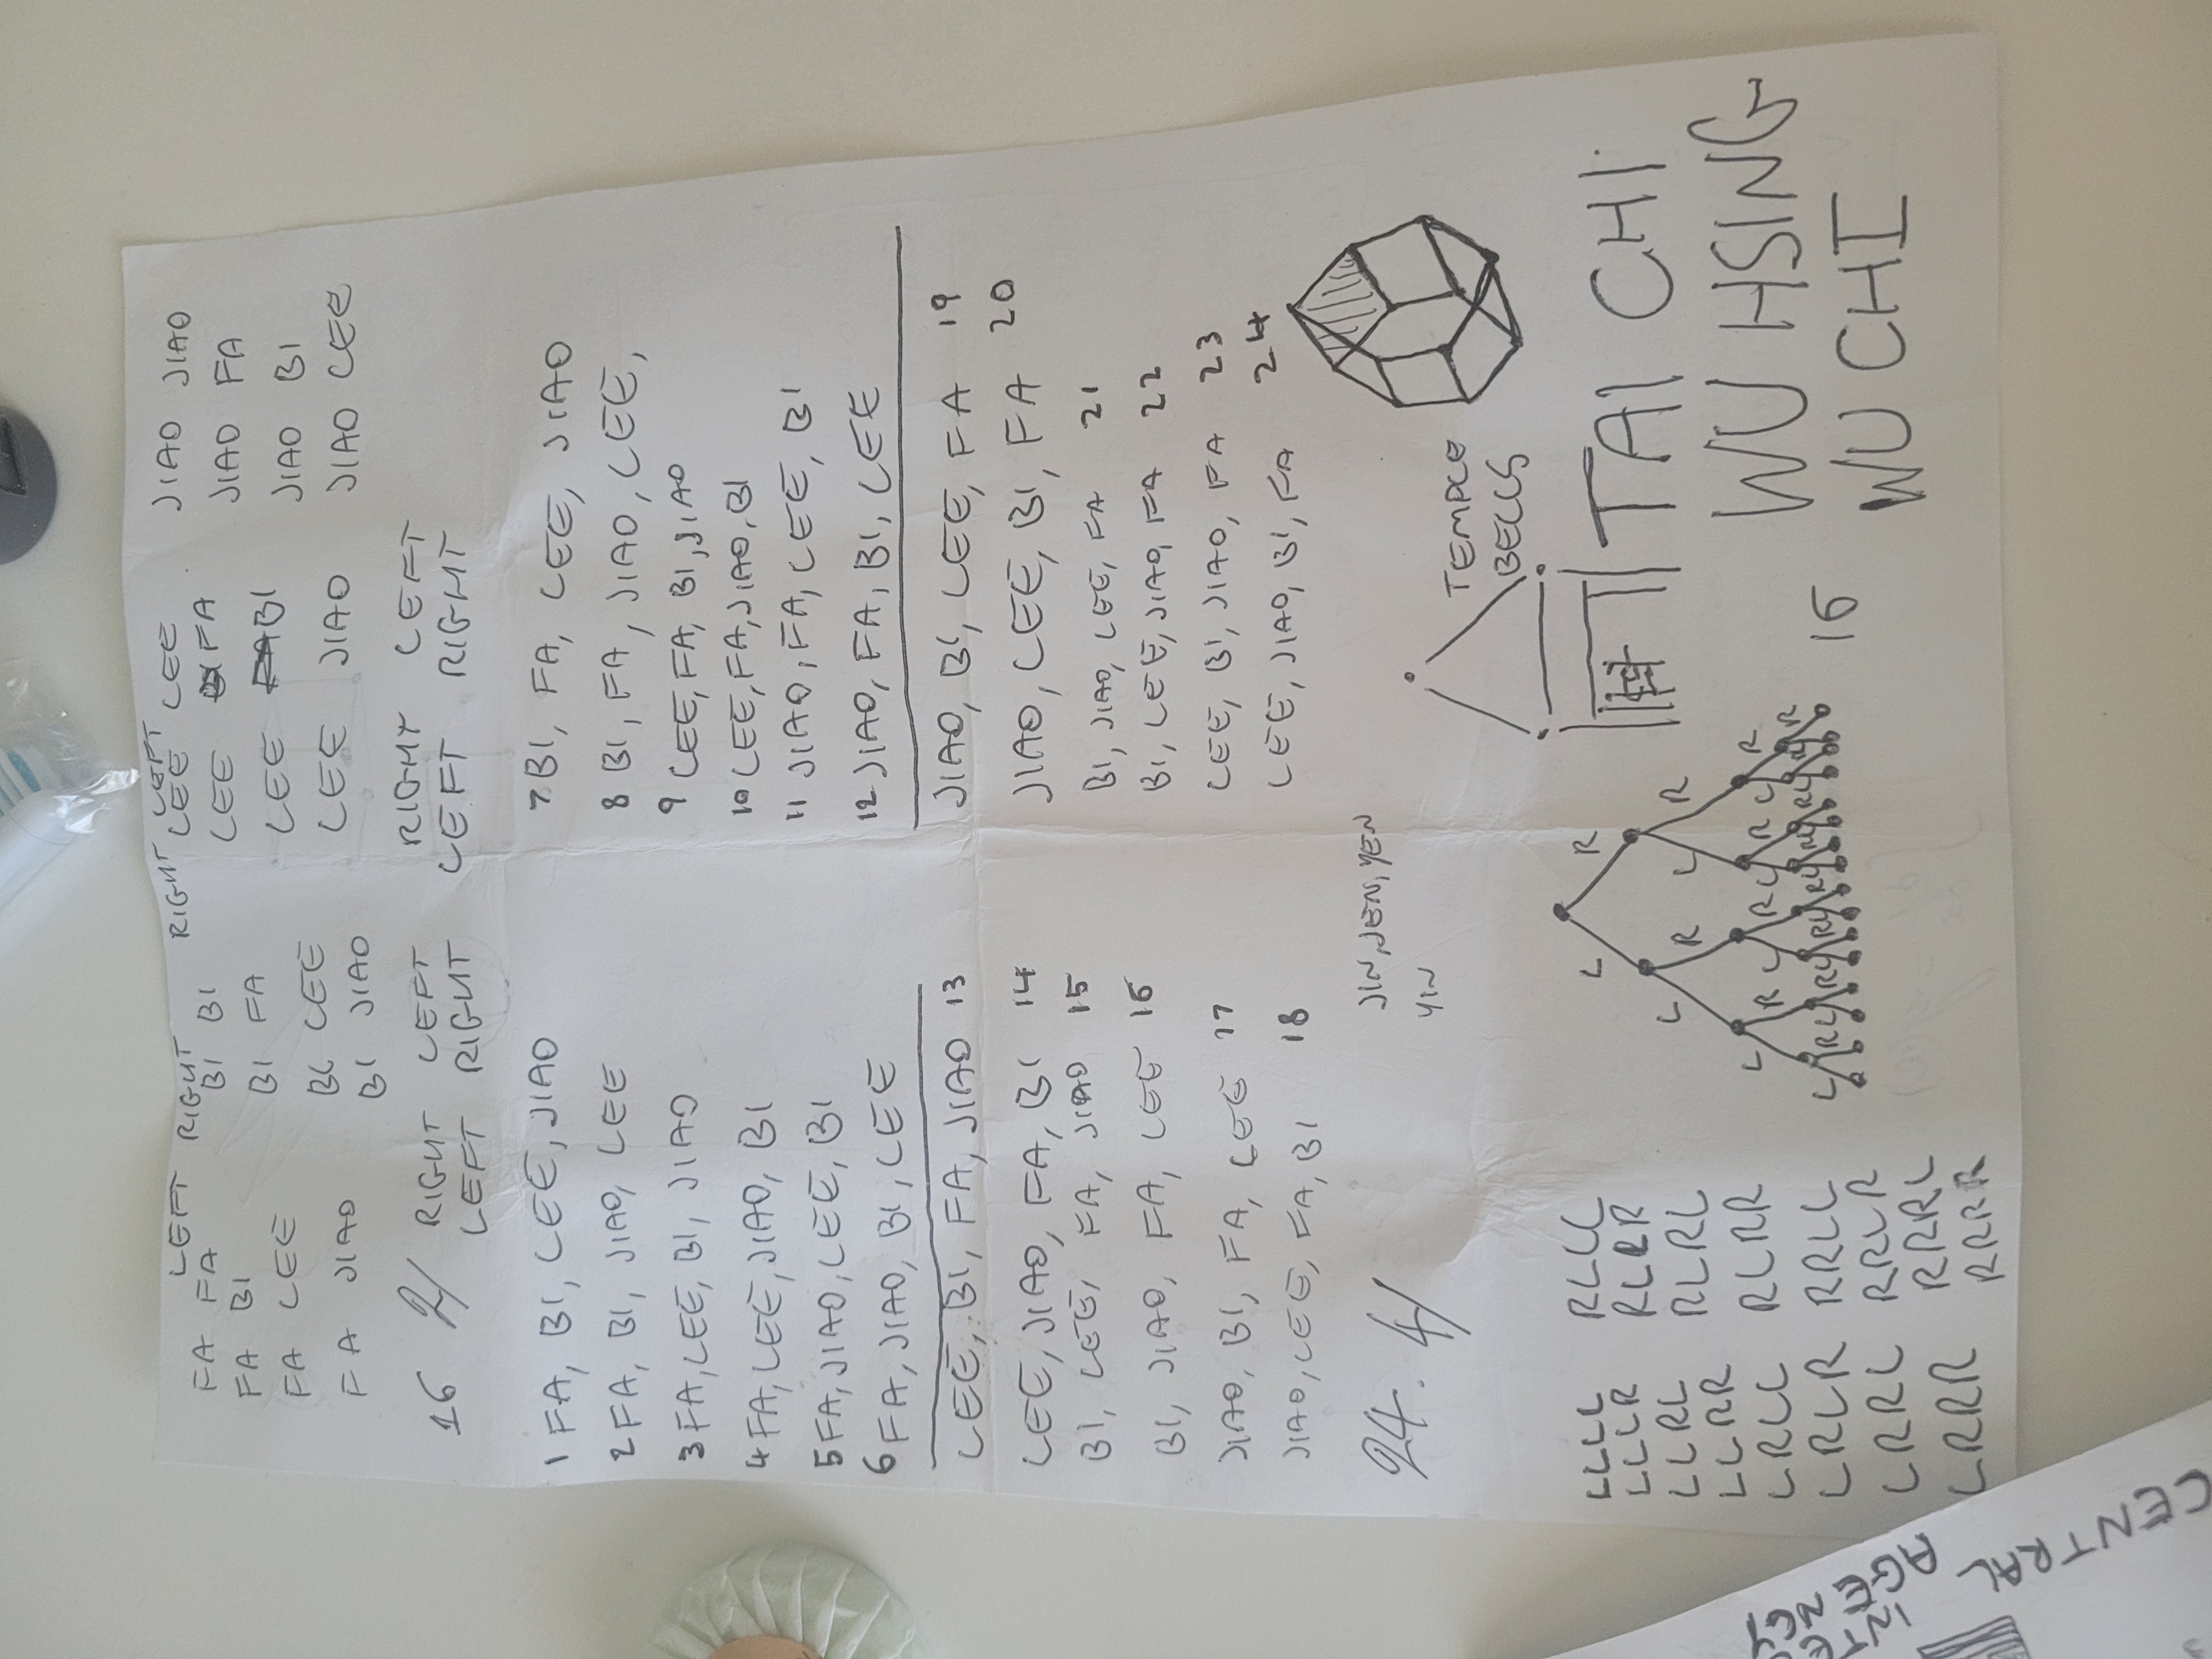 LEFT RIGHT RIGHT LEFT
FA FA
FA BI
FA LEE
FA JIAO
BI BI
BI FA
BI LEE
BI JIAO
LEE LEE
LEE FA
LEE BI
LEE JIAO
JIAO JIAO
JIAO FA
JIAO BI
JIAO LEE
16 2/
RIGHT LEFT
LEFT RIGHT
RIGHT LEFT
LEFT RIGHT
1 FA, BI, LEE, JIAO
2 FA, BI, JIAO, LEE
3 FA, LEE, BI, JIAO
4 FA, LEE, JIAO, BI
5 FA, JIAO, LEE, BI
6 FA, JIAO, BI, LEE
7 BI, FA, LEE, JIAO
8 BI, FA, JIAO, LEE,
9 LEE, FA, BI, JIAO
10 LEE, FA, JIAO, BI
11 JIAO, FA, LEE, BI
12 JIAO, FA, BI, LEE
LEE, BI, FA, JIAO 13
LEE, JIAO, FA, BI 14
BI, LEE, FA, JIAO 15
BI, JIAO, FA, LEE 16
JIAO, BI, FA, LEE 17
JIAO, LEE, FA, BI 18
JIAO, BI, LEE, FA 19
JIAO, LEE, BI, FA 20
BI, JIAO, LEE, FA 21
BI, LEE, JIAO, FA 22
LEE, BI, JIAO, FA 23
LEE, JIAO, BI, FA 24
24. 4/
JIN, JEN, YEN
YIN
TEMPLE
BELLS
LLLL
LLLR
LLRL
LLRR
LRLL
LRLR
LRRL
LRRR
RLLL
RLLR
RLRL
RLRR
RRLL
RRLR
RRRL
RRRR
L R
L R L R
L R L R L R L R
L R L R L R L R L R L R L R L R
16
TAI CHI
WU HSING
WU CHI
CENTRAL
AGENCY